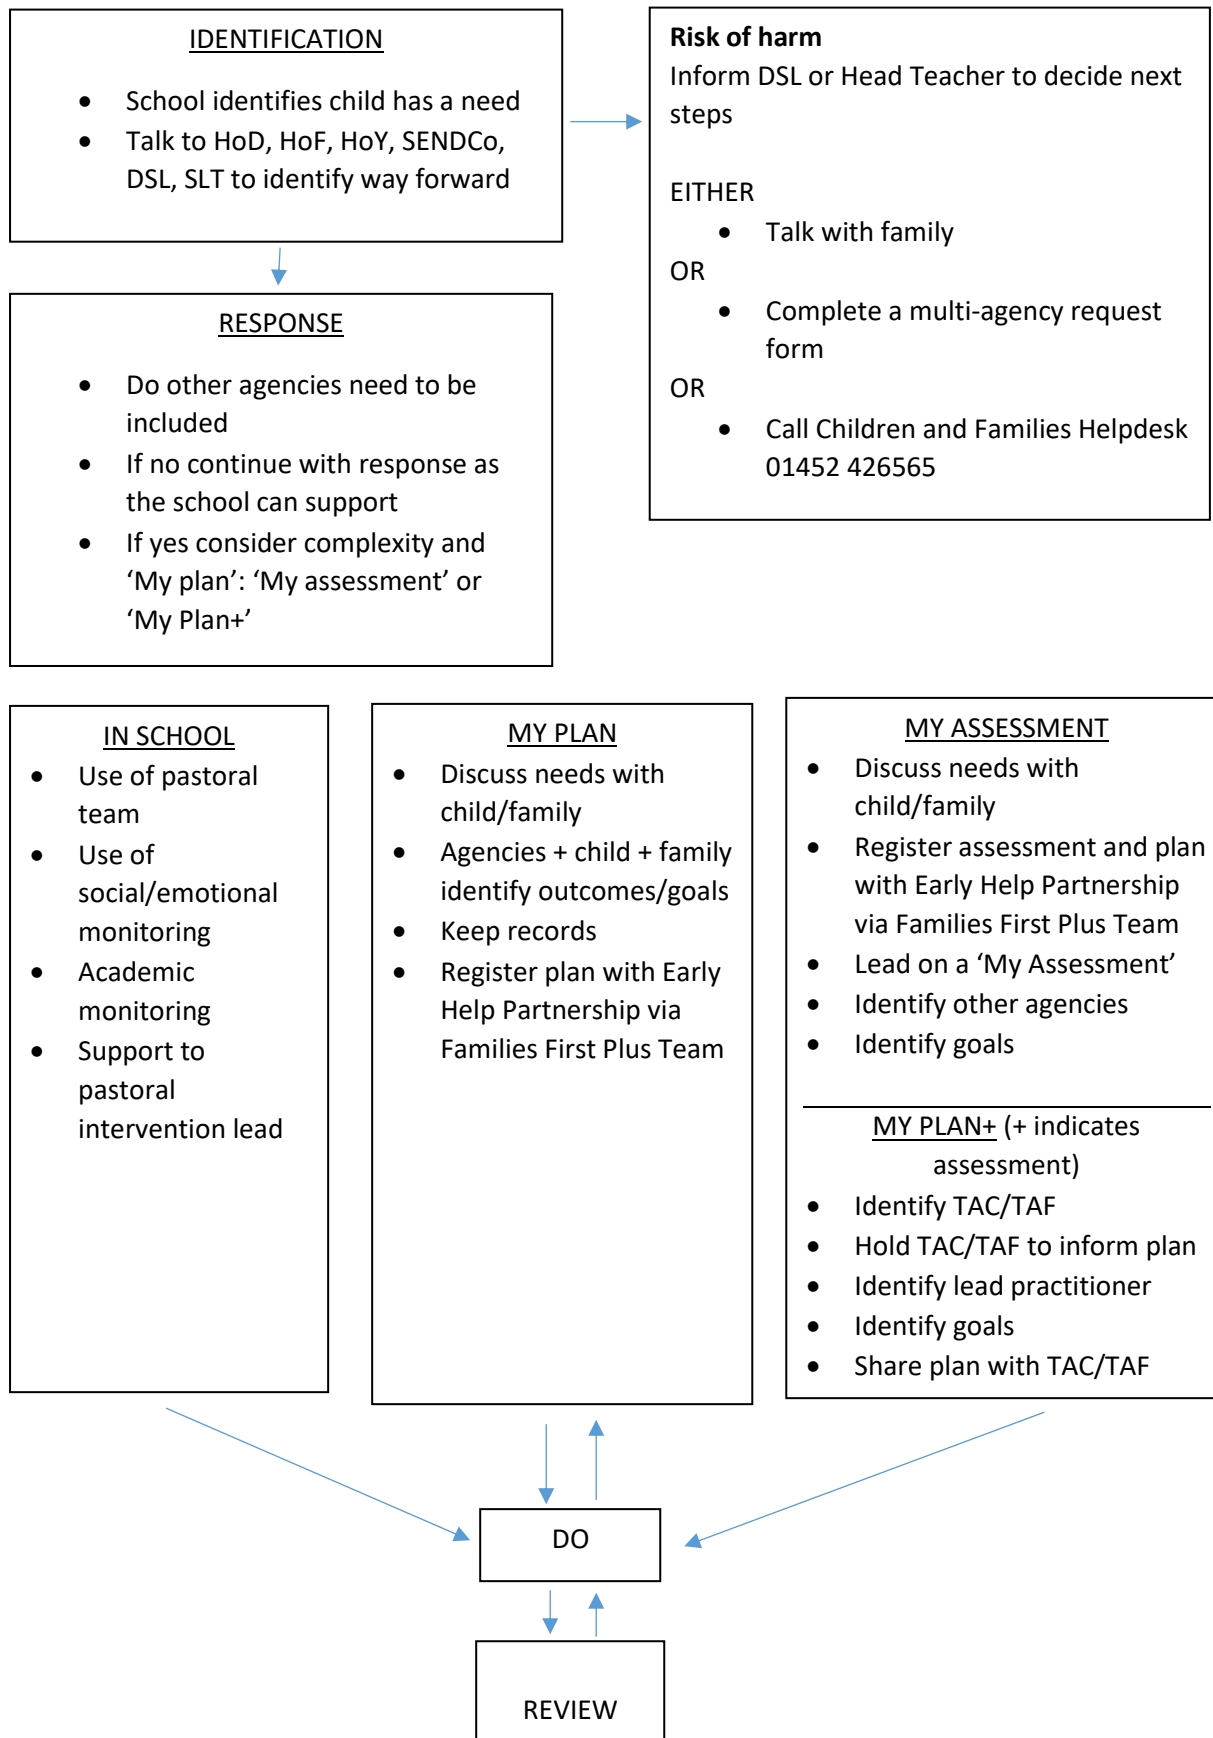 IDENTIFICATION
• School identifies child has a need
• Talk to HoD, HoF, HoY, SENDCo,
DSL, SLT to identify way forward
Risk of harm
Inform DSL or Head Teacher to decide next
steps
EITHER
• Talk with family
OR
• Complete a multi-agency request
form
OR
• Call Children and Families Helpdesk
01452 426565
RESPONSE
• Do other agencies need to be
included
• If no continue with response as
the school can support
• If yes consider complexity and
‘My plan’: ‘My assessment’ or
‘My Plan+’
IN SCHOOL
• Use of pastoral
team
• Use of
social/emotional
monitoring
• Academic
monitoring
• Support to
pastoral
intervention lead
MY PLAN
• Discuss needs with
child/family
• Agencies + child + family
identify outcomes/goals
• Keep records
• Register plan with Early
Help Partnership via
Families First Plus Team
MY ASSESSMENT
• Discuss needs with
child/family
• Register assessment and plan
with Early Help Partnership
via Families First Plus Team
• Lead on a ‘My Assessment’
• Identify other agencies
• Identify goals
MY PLAN+ (+ indicates
assessment)
• Identify TAC/TAF
• Hold TAC/TAF to inform plan
• Identify lead practitioner
• Identify goals
• Share plan with TAC/TAF
DO
REVIEW